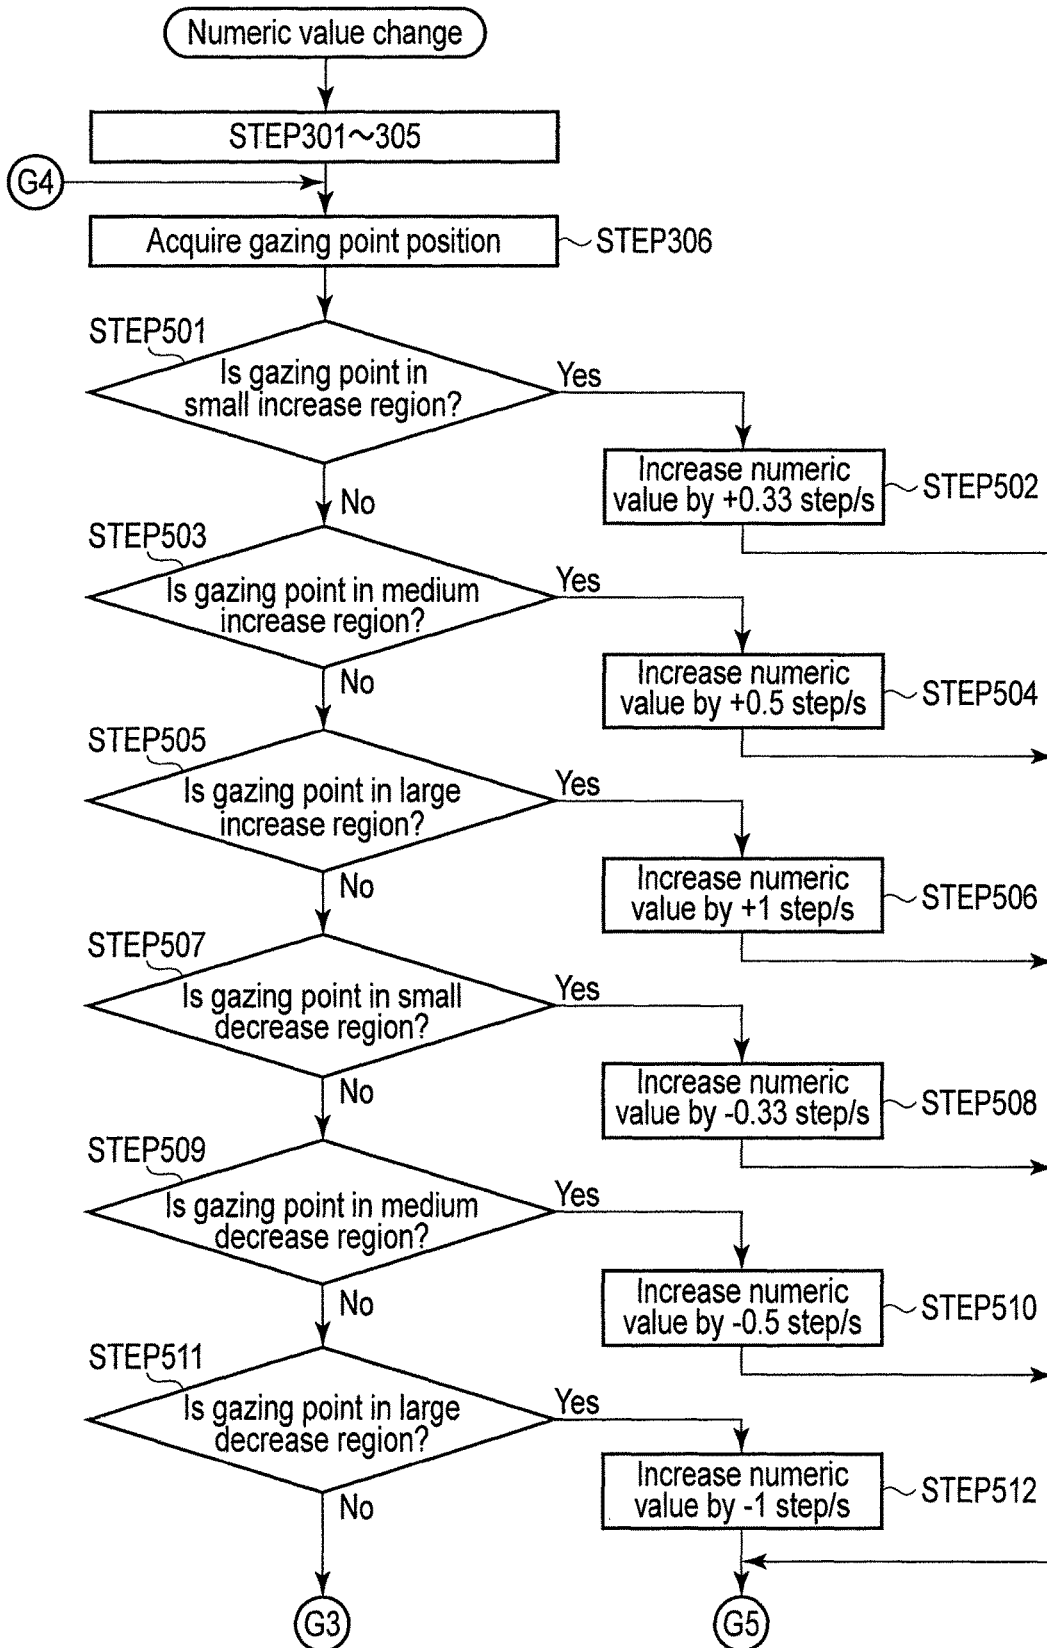 Numeric value change
STEP301~305
G4
Acquire gazing point position
STEP306
STEP501
Is gazing point in
small increase region?
Yes
Increase numeric
value by +0.33 step/s
STEP502
No
STEP503
Is gazing point in medium
increase region?
Yes
Increase numeric
value by +0.5 step/s
STEP504
No
STEP505
Is gazing point in large
increase region?
Yes
Increase numeric
value by +1 step/s
STEP506
No
STEP507
Is gazing point in small
decrease region?
Yes
Increase numeric
value by -0.33 step/s
STEP508
No
STEP509
Is gazing point in medium
decrease region?
Yes
Increase numeric
value by -0.5 step/s
STEP510
No
STEP511
Is gazing point in large
decrease region?
Yes
Increase numeric
value by -1 step/s
STEP512
No
G3
G5